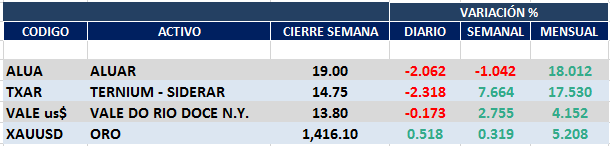 VARIACIÓN %
CODIGO ACTIVO CIERRE SEMANA DIARIO SEMANAL MENSUAL
ALUA ALUAR 19.00 -2.062 -1.042 18.012
TXAR TERNIUM - SIDERAR 14.75 -2.318 7.664 17.530
VALE us$ VALE DO RIO DOCE N.Y. 13.80 -0.173 2.755 4.152
XAUUSD ORO 1,416.10 0.518 0.319 5.208